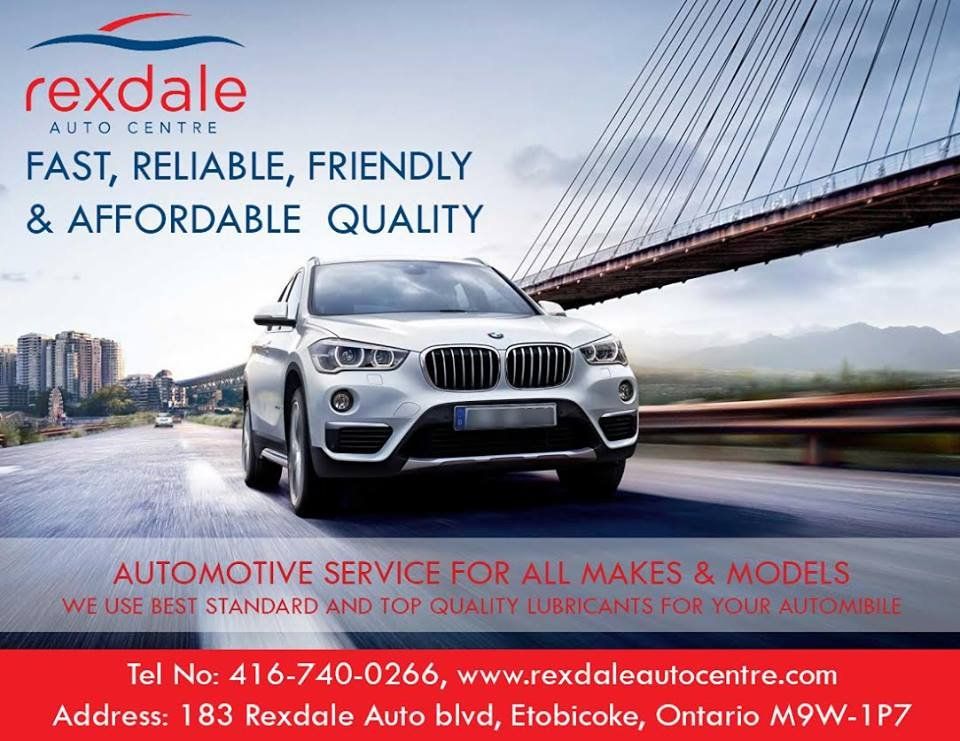 rexdale
AUTO CENTRE
FAST, RELIABLE, FRIENDLY
& AFFORDABLE QUALITY
AUTOMOTIVE SERVICE FOR ALL MAKES & MODELS
WE USE BEST STANDARD AND TOP QUALITY LUBRICANTS FOR YOUR AUTOMIBILE
Tel No: 416-740-0266, www.rexdaleautocentre.com
Address: 183 Rexdale Auto blvd, Etobicoke, Ontario M9W-1P7